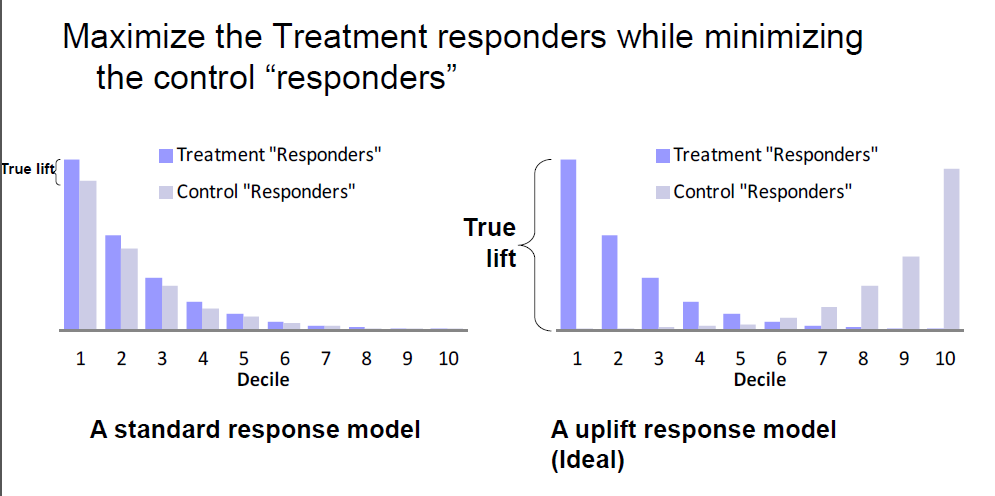 Maximize the Treatment responders while minimizing
the control “responders”
True lift
Treatment "Responders"
Control "Responders"
1 2 3 4 5 6 7 8 9 10
Decile
A standard response model
Treatment "Responders"
Control "Responders"
True
lift
1 2 3 4 5 6 7 8 9 10
Decile
A uplift response model
(Ideal)